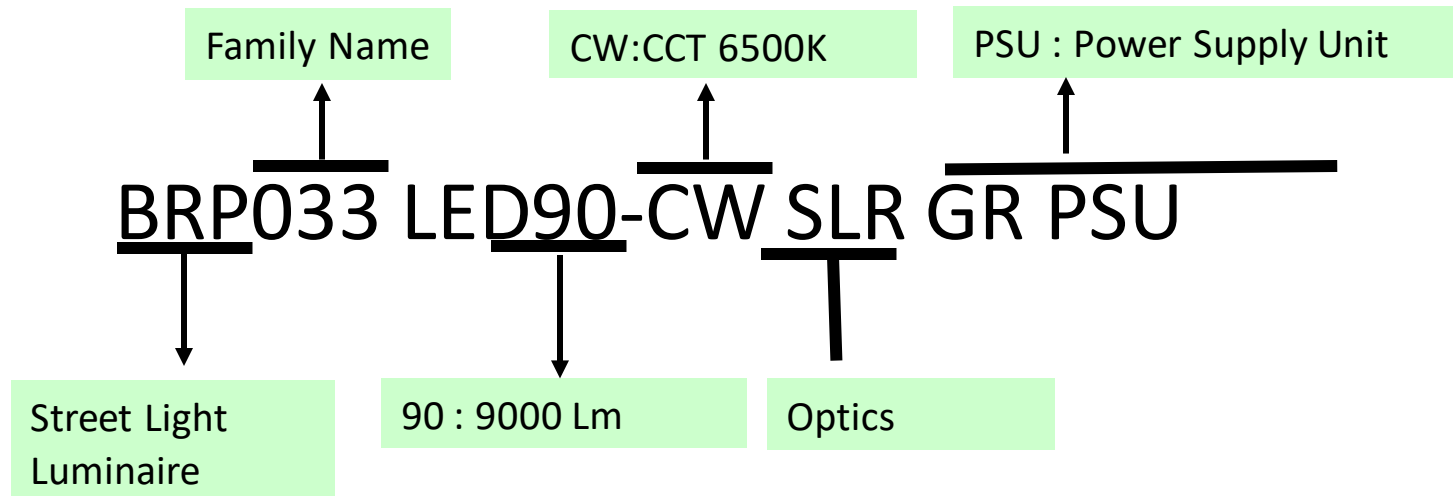 Family Name
CW:CCT 6500K
PSU : Power Supply Unit
BRP033 LED90-CW SLR GR PSU
Street Light
Luminaire
90 : 9000 Lm
Optics